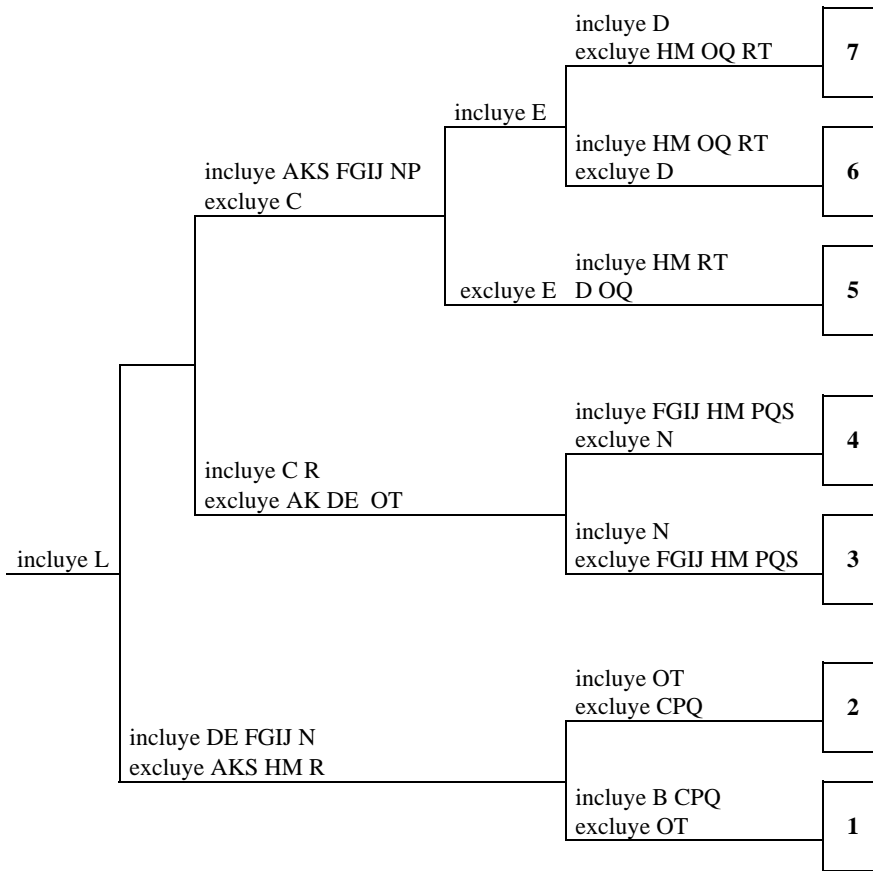 incluye D
excluye HM OQ RT
7
incluye E
incluye HM OQ RT
excluye D
6
incluye AKS FGIJ NP
excluye C
incluye HM RT
excluye E D OQ
5
incluye FGIJ HM PQS
excluye N
4
incluye C R
excluye AK DE OT
incluye N
excluye FGIJ HM PQS
3
incluye L
incluye OT
excluye CPQ
2
incluye DE FGIJ N
excluye AKS HM R
incluye B CPQ
excluye OT
1